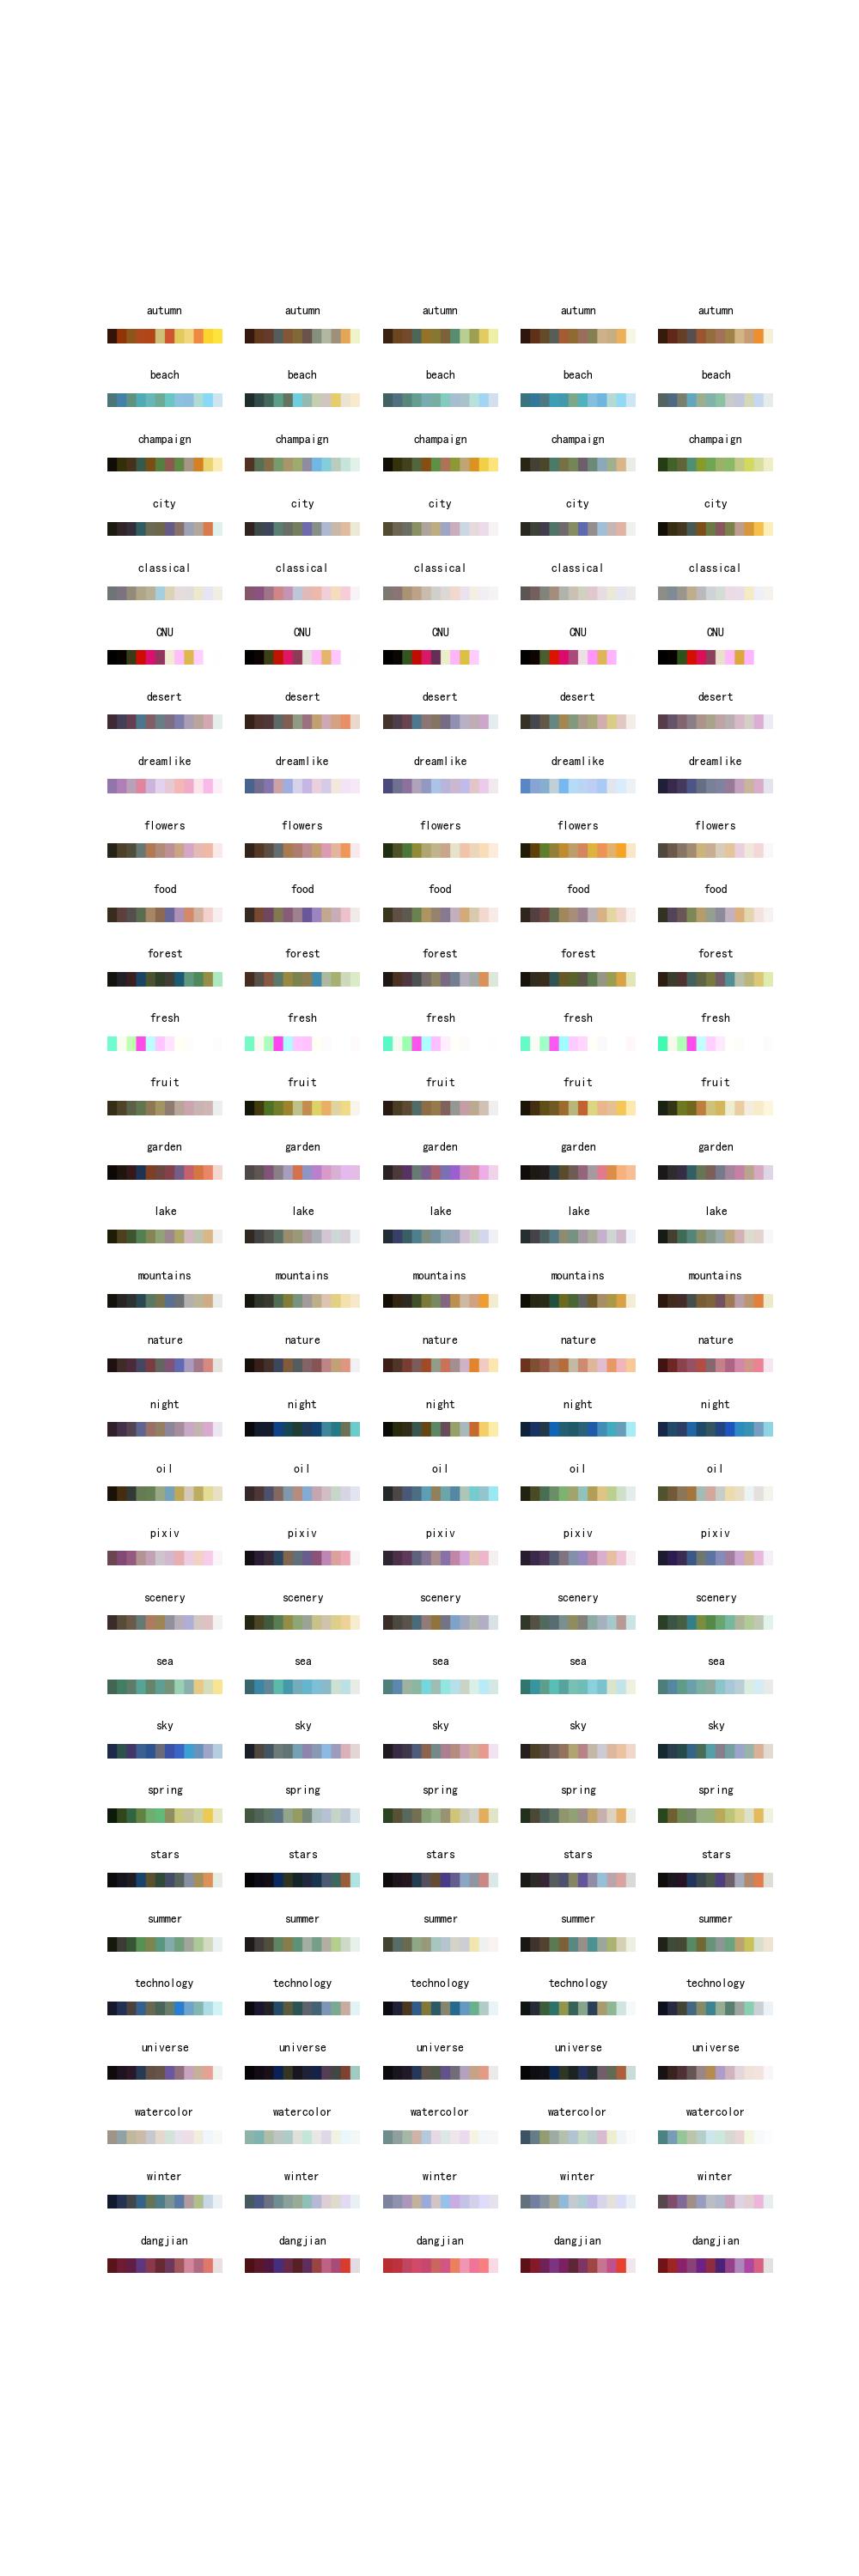 autumn autumn autumn autumn autumn
beach beach beach beach beach
champaign champaign champaign champaign champaign
city city city city city
classical classical classical classical classical
CNU CNU CNU CNU CNU
desert desert desert desert desert
dreamlike dreamlike dreamlike dreamlike dreamlike
flowers flowers flowers flowers flowers
food food food food food
forest forest forest forest forest
fresh fresh fresh fresh fresh
fruit fruit fruit fruit fruit
garden garden garden garden garden
lake lake lake lake lake
mountains mountains mountains mountains mountains
nature nature nature nature nature
night night night night night
oil oil oil oil oil
pixiv pixiv pixiv pixiv pixiv
scenery scenery scenery scenery scenery
sea sea sea sea sea
sky sky sky sky sky
spring spring spring spring spring
stars stars stars stars stars
summer summer summer summer summer
technology technology technology technology technology
universe universe universe universe universe
watercolor watercolor watercolor watercolor watercolor
winter winter winter winter winter
dangjian dangjian dangjian dangjian dangjian